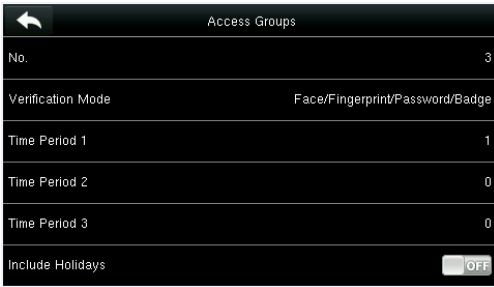 Access Groups
No. 3
Verification Mode Face/Fingerprint/Password/Badge
Time Period 1 1
Time Period 2 0
Time Period 3 0
Include Holidays OFF